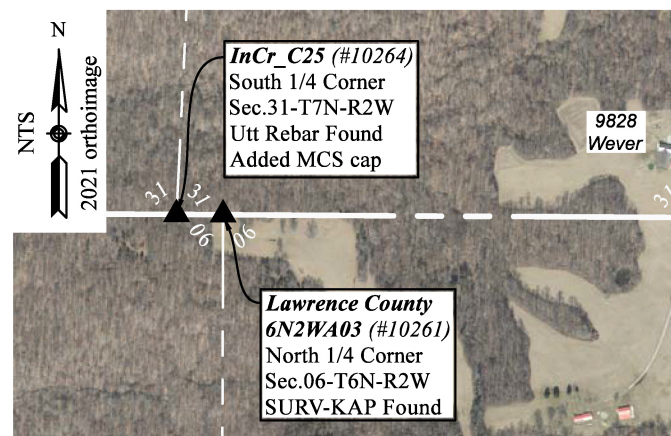 N
NTS
2021 orthoimage
InCr_C25 (#10264)
South 1/4 Corner
Sec.31-T7N-R2W
Utt Rebar Found
Added MCS cap
9828
Wever
31
31
06
06
3
Lawrence County
6N2WA03 (#10261)
North 1/4 Corner
Sec.06-T6N-R2W
SURV-KAP Found